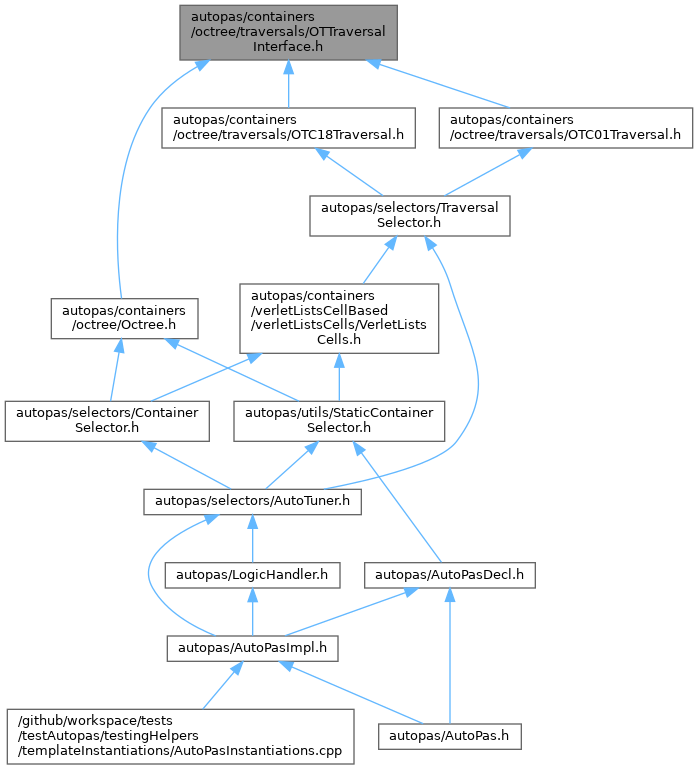 autopas/containers
/octree/traversals/OTTraversal
Interface.h
autopas/containers
/octree/traversals/OTC18Traversal.h
autopas/containers
/octree/traversals/OTC01Traversal.h
autopas/selectors/Traversal
Selector.h
autopas/containers
/octree/Octree.h
autopas/containers
/verletListsCellBased
/verletListsCells/VerletLists
Cells.h
autopas/selectors/Container
Selector.h
autopas/utils/StaticContainer
Selector.h
autopas/selectors/AutoTuner.h
autopas/LogicHandler.h
autopas/AutoPasDecl.h
autopas/AutoPasImpl.h
/github/workspace/tests
/testAutopas/testingHelpers
/templateInstantiations/AutoPasInstantiations.cpp
autopas/AutoPas.h